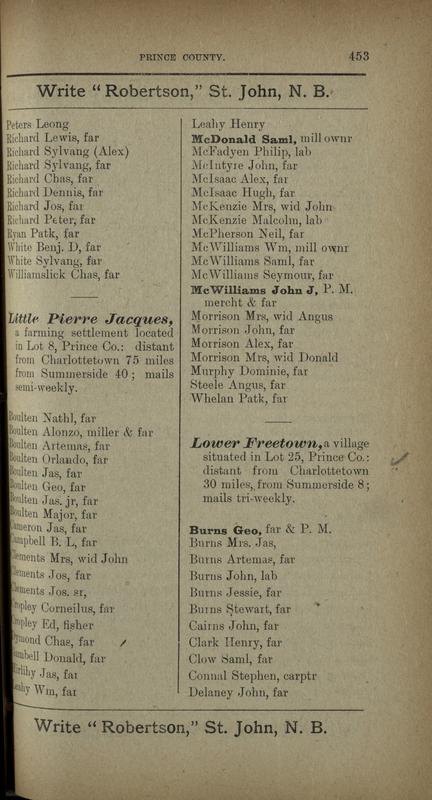 PRINCE COUNTY. 453
Write “ Robertson,” St. John, N. B.
Peters Leong
Richard Lewis, far
Richard Sylvang (Alex)
Richard Sylvang, far
Richard Chas, far
Richard Dennis, far
Richard Jos, far
Richard Peter, far
Ryan Patk, far
White Benj. D, far
White Sylvang, far
Williamslick Chas, far
Little Pierre Jacques,
a farming settlement located
in Lot 8, Prince Co.: distant
from Charlottetown 75 miles
from Summerside 40 ; mails
semi-weekly.
Boulten Nathl, far
Boulten Alonzo, miller & far
Boulten Artemas, far
Boulten Orlando, far
Boulten Jas, far
Boulten Geo, far
Boulten Jas. jr, far
Boulten Major, far
Cameron Jas, far
Campbell B. L, far
Clements Mrs, wid John
Clements Jos, far
Clements Jos. sr,
Corneilus, far
Ed, fisher
Chas, far
Donald, far
Jas, far
Leahy Wm, far
Leahy Henry
McDonald Saml, mill ownr
McFadyen Philip, lab
McIntyre John, far
McIsaac Alex, far
McIsaac Hugh, far
McKenzie Mrs, wid John
McKenzie Malcolm, lab
McPherson Neil, far
McWilliams Wm, mill ownr
McWilliams Saml, far
McWilliams Seymour, far
McWilliams John J, P. M.
mercht & far
Morrison Mrs, wid Angus
Morrison John, far
Morrison Alex, far
Morrison Mrs, wid Donald
Murphy Dominie, far
Steele Angus, far
Whelan Patk, far
Lower Freetown, a village
situated in Lot 25, Prince Co.:
distant from Charlottetown
30 miles, from Summerside 8 ;
mails tri-weekly.
Burns Geo, far & P. M.
Burns Mrs. Jas,
Burns Artemas, far
Burns John, lab
Burns Jessie, far
Burns Stewart, far
Cairns John, far
Clark Henry, far
Clow Saml, far
Connal Stephen, carptr
Delaney John, far
Write “ Robertson,” St. John, N. B.